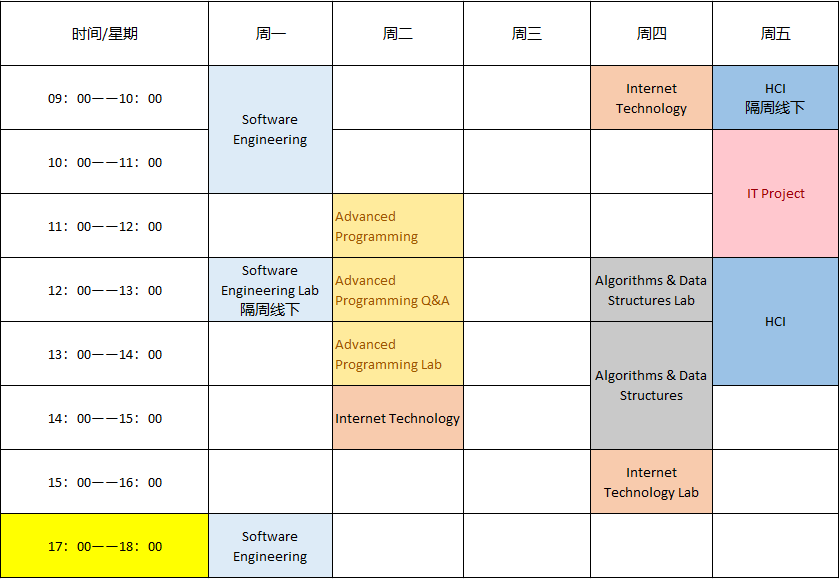 时间/星期
周一
周二
周三
周四
周五
09：00——10：00
Software
Engineering
Internet
Technology
HCI
隔周线下
10：00——11：00
IT Project
11：00——12：00
Advanced
Programming
12：00——13：00
Software
Engineering Lab
隔周线下
Advanced
Programming Q&A
Algorithms & Data
Structures Lab
HCI
13：00——14：00
Advanced
Programming Lab
Algorithms & Data
Structures
14：00——15：00
Internet Technology
15：00——16：00
Internet
Technology Lab
17：00——18：00
Software
Engineering